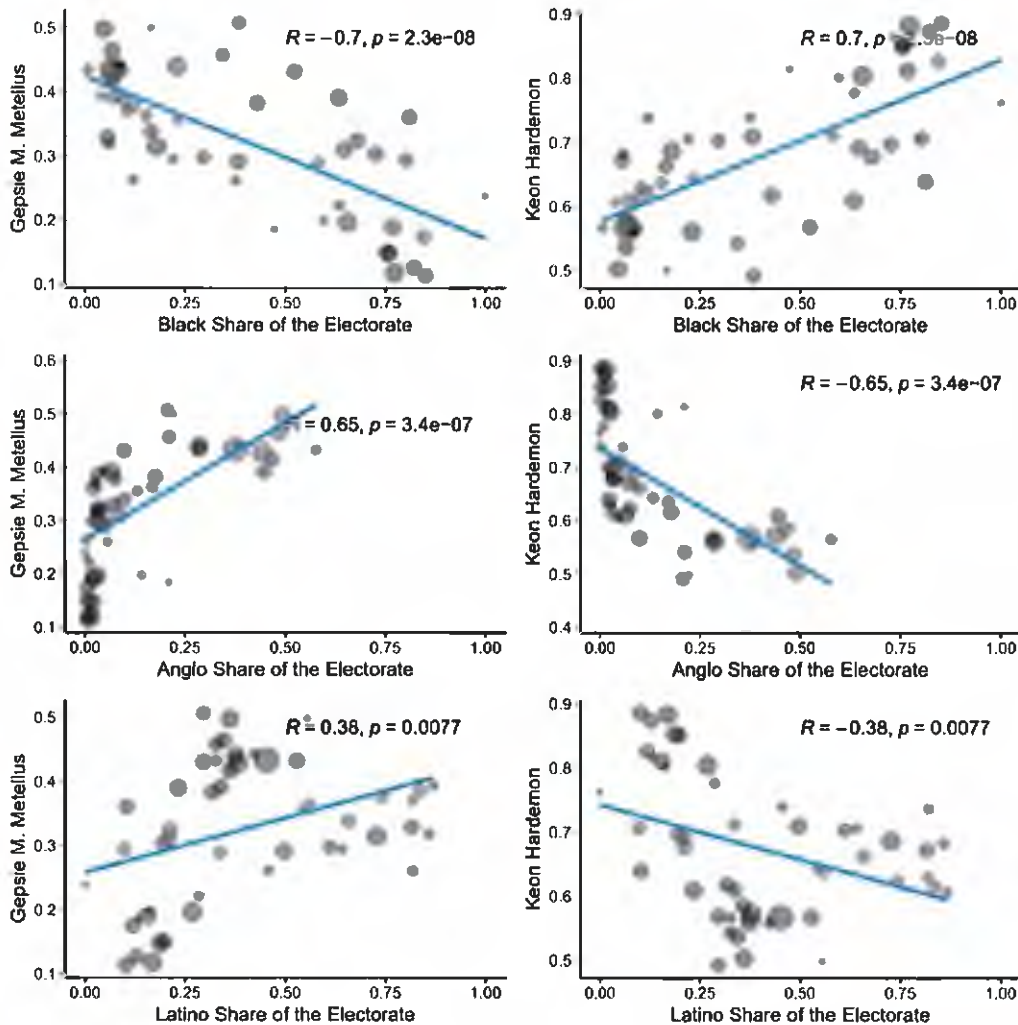 0.5
0.4
0.3
0.2
0.1
Gepsie M. Metellus
R = −0.7, p = 2.3e−08
0.00 0.25 0.50 0.75 1.00
Black Share of the Electorate
0.9
0.8
0.7
0.6
0.5
Keon Hardemon
R = 0.7, p
e−08
0.00 0.25 0.50 0.75 1.00
Black Share of the Electorate
0.6
0.5
0.4
0.3
0.2
0.1
Gepsie M. Metellus
= 0.65, p = 3.4e−07
0.00 0.25 0.50 0.75 1.00
Anglo Share of the Electorate
0.9
0.8
0.7
0.6
0.5
0.4
Keon Hardemon
R = −0.65, p = 3.4e−07
0.00 0.25 0.50 0.75 1.00
Anglo Share of the Electorate
0.5
0.4
0.3
0.2
0.1
Gepsie M. Metellus
R = 0.38, p = 0.0077
0.00 0.25 0.50 0.75 1.00
Latino Share of the Electorate
0.9
0.8
0.7
0.6
0.5
Keon Hardemon
R = −0.38, p = 0.0077
0.00 0.25 0.50 0.75 1.00
Latino Share of the Electorate